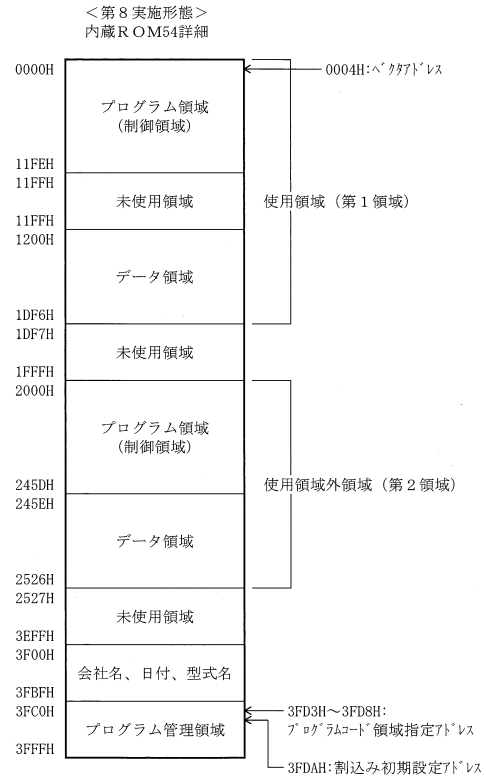 ＜第８実施形態＞
内蔵ＲＯＭ54詳細
0000H
0004H:ﾍﾞｸﾀｱﾄﾞﾚｽ
プログラム領域
(制御領域)
11FEH
11FFH
未使用領域
使用領域（第１領域）
11FFH
1200H
データ領域
1DF6H
1DF7H
未使用領域
1FFFH
2000H
プログラム領域
(制御領域)
245DH
使用領域外領域（第２領域）
245EH
データ領域
2526H
2527H
未使用領域
3EFFH
3F00H
会社名、日付、型式名
3FBFH
3FC0H
3FD3H～3FD8H:
プログラム管理領域
ﾌﾟﾛｸﾞﾗﾑｺｰﾄﾞ領域指定ｱﾄﾞﾚｽ
3FFFH
3FDAH:割込み初期設定ｱﾄﾞﾚｽ